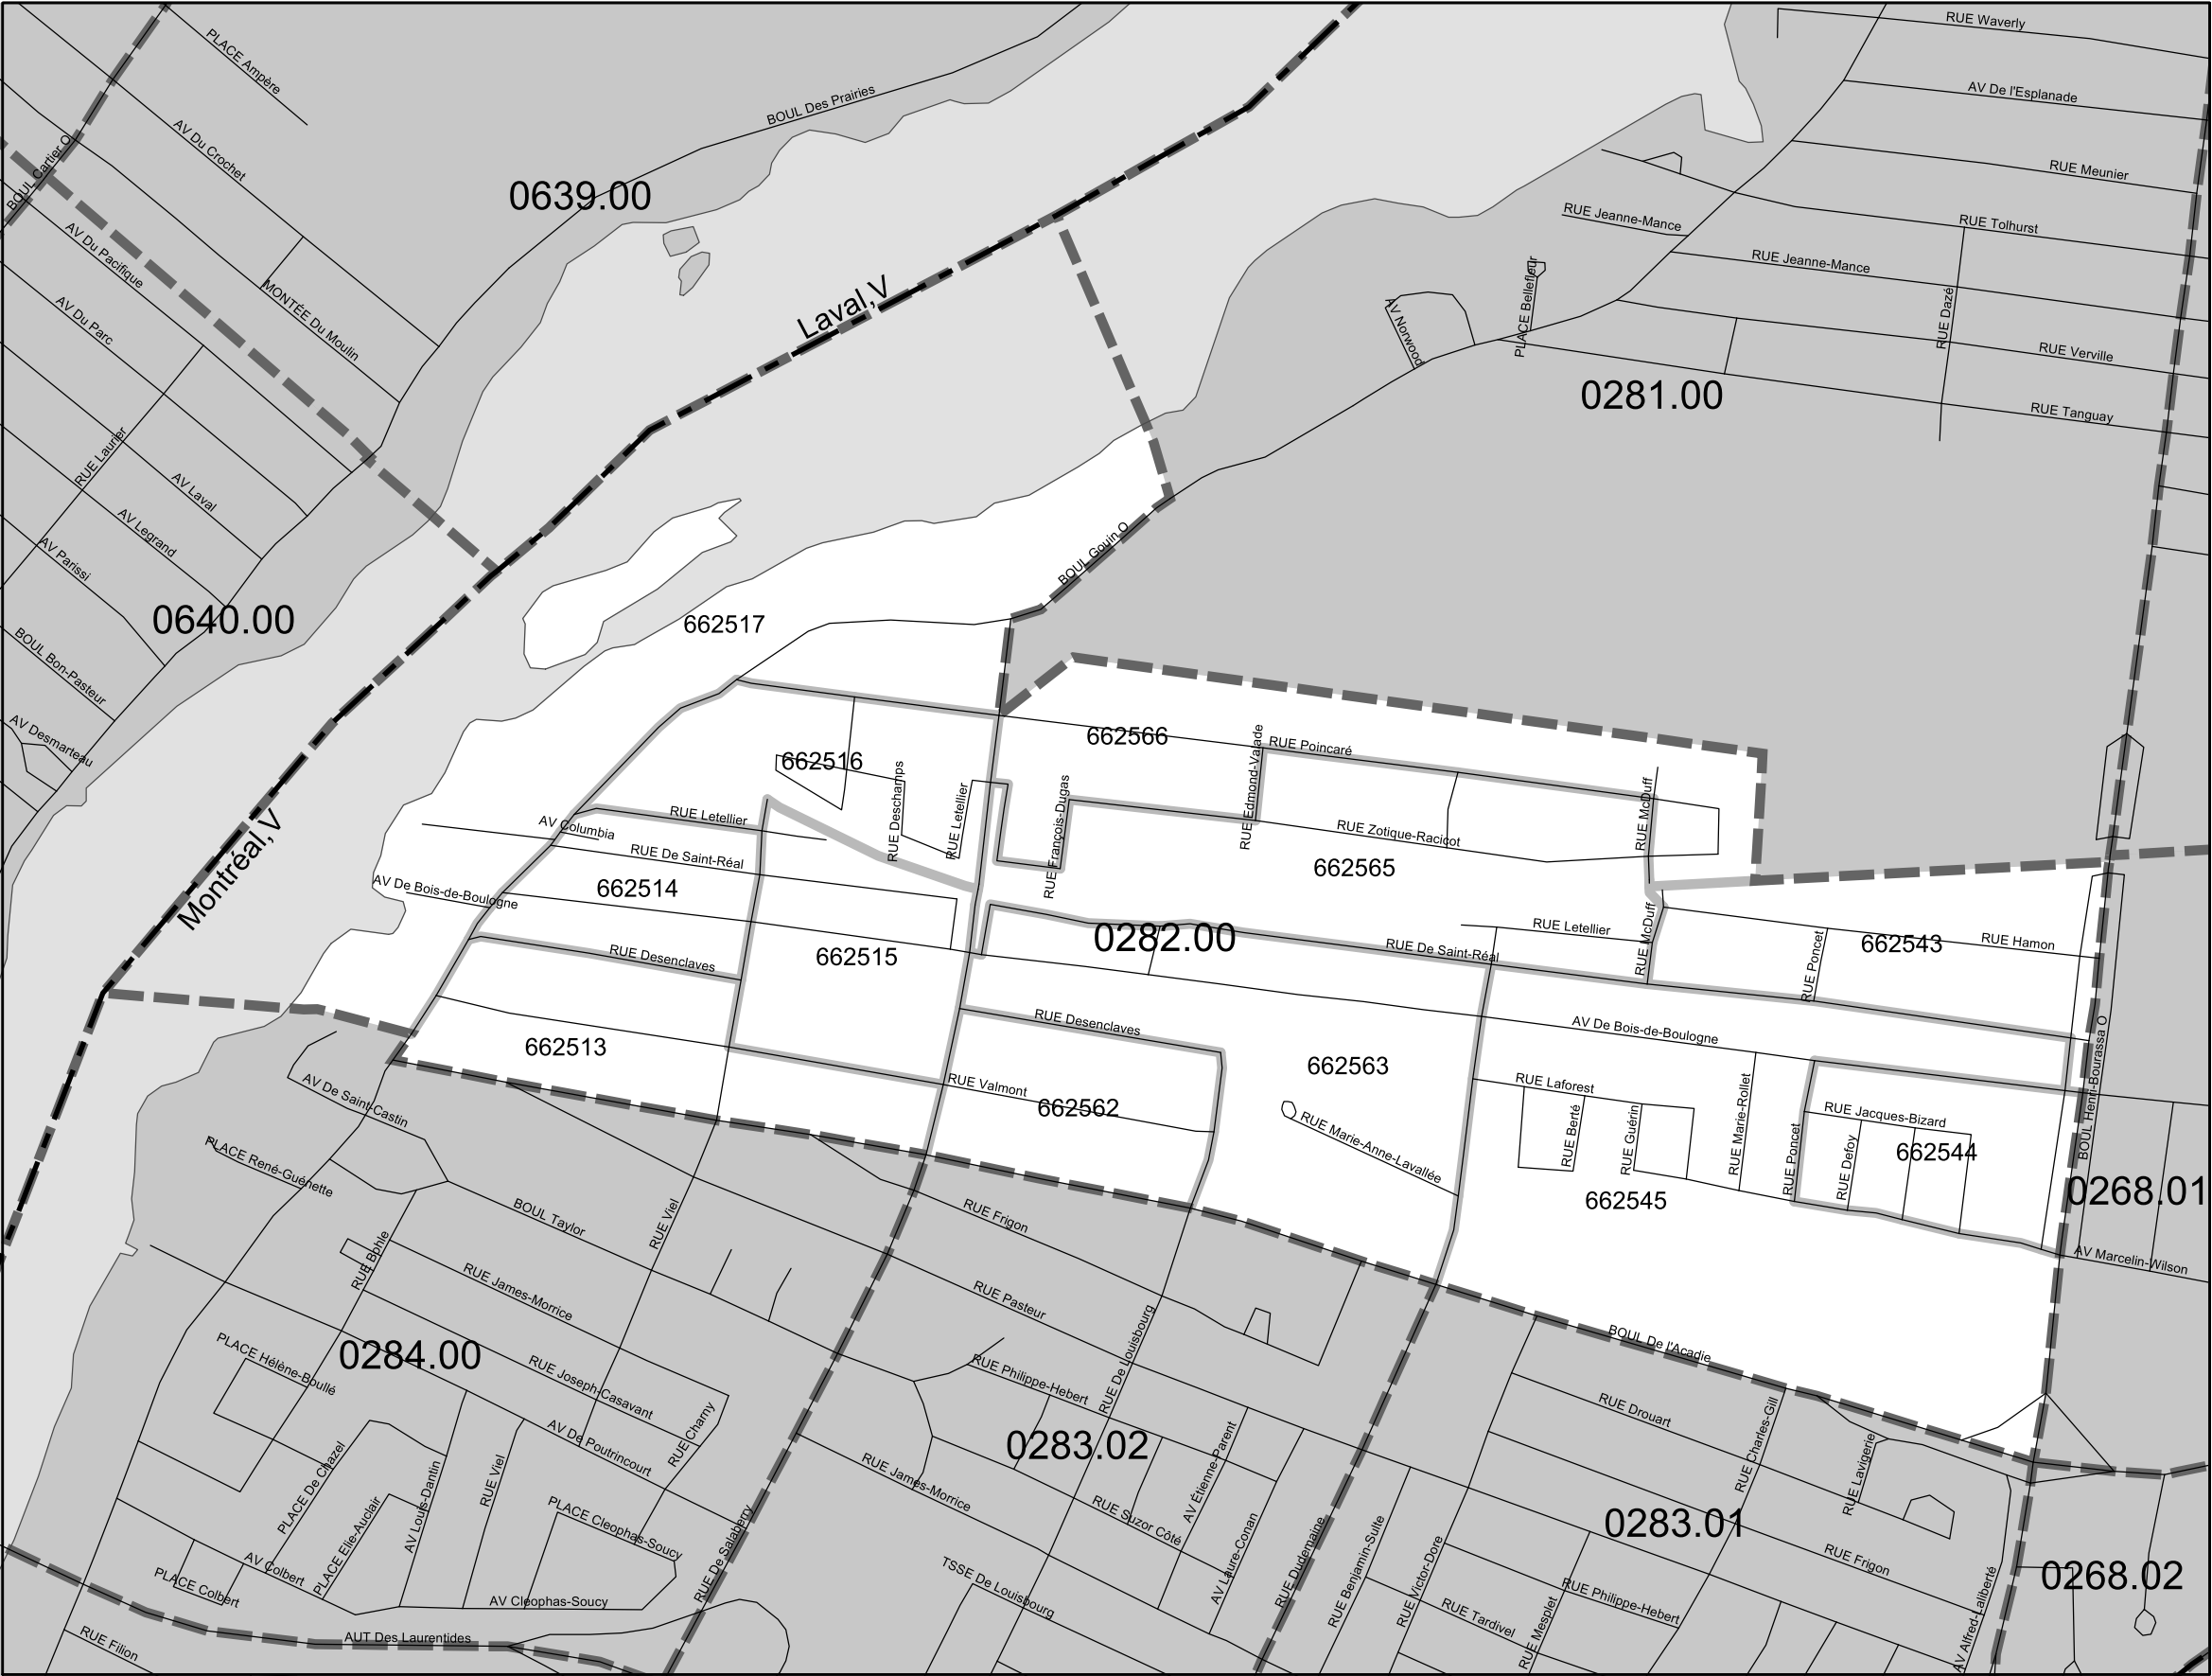 RUE Waverly
PLACE Ampère
AV De l'Esplanade
BOUL Des Prairies
AV Du Crochet
BOUL Cartier O
RUE Meunier
0639.00
RUE Jeanne-Mance
RUE Tolhurst
AV Du Pacifique
RUE Jeanne-Mance
PLACE Bellefleur
AV Norwood
RUE Dazé
MONTÉE Du Moulin
AV Du Parc
Laval,V
RUE Verville
0281.00
RUE Tanguay
RUE Laurier
AV Laval
AV Legrand
AV Parissi
BOUL Gouin O
0640.00
662517
BOUL Bon-Pasteur
AV Desmarteau
662566
RUE Poincaré
662516
RUE Edmond-Valade
RUE Deschamps
RUE Letellier
RUE François-Dugas
RUE McDuff
RUE Letellier
AV Columbia
RUE Zotique-Racicot
RUE De Saint-Réal
662565
Montréal,V
662514
AV De Bois-de-Boulogne
0282.00
RUE Letellier
RUE McDuff
662543
RUE Hamon
RUE Poncet
RUE Desenclaves
662515
RUE De Saint-Réal
RUE Desenclaves
AV De Bois-de-Boulogne
662513
662563
BOUL Henri-Bourassa O
RUE Valmont
662562
RUE Laforest
RUE Berté
RUE Guérin
RUE Marie-Rollet
RUE Jacques-Bizard
RUE Poncet
RUE Defoy
662544
AV De Saint-Castin
RUE Marie-Anne-Lavallée
PLACE René-Guénette
662545
0268.01
BOUL Taylor
RUE Viel
RUE Frigon
RUE Bohle
AV Marcelin-Wilson
RUE James-Morrice
RUE Pasteur
BOUL De l'Acadie
PLACE Hélène-Boullé
0284.00
RUE Joseph-Casavant
RUE Philippe-Hebert
RUE De Louisbourg
RUE Drouart
RUE Charles-Gill
RUE Charny
AV De Poutrincourt
0283.02
PLACE De Chazel
AV Louis-Dantin
RUE Viel
RUE James-Morrice
AV Étienne-Parent
RUE Lavigerie
PLACE Elie-Auclair
PLACE Cleophas-Soucy
RUE Suzor Côté
0283.01
RUE De Salaberry
AV Laure-Conan
RUE Dudemaine
RUE Benjamin-Sulte
RUE Victor-Dore
RUE Frigon
0268.02
AV Colbert
PLACE Colbert
AV Cleophas-Soucy
TSSE De Louisbourg
RUE Tardivel
RUE Mesplet
RUE Philippe-Hebert
AV Alfred-Laliberté
RUE Filion
AUT Des Laurentides